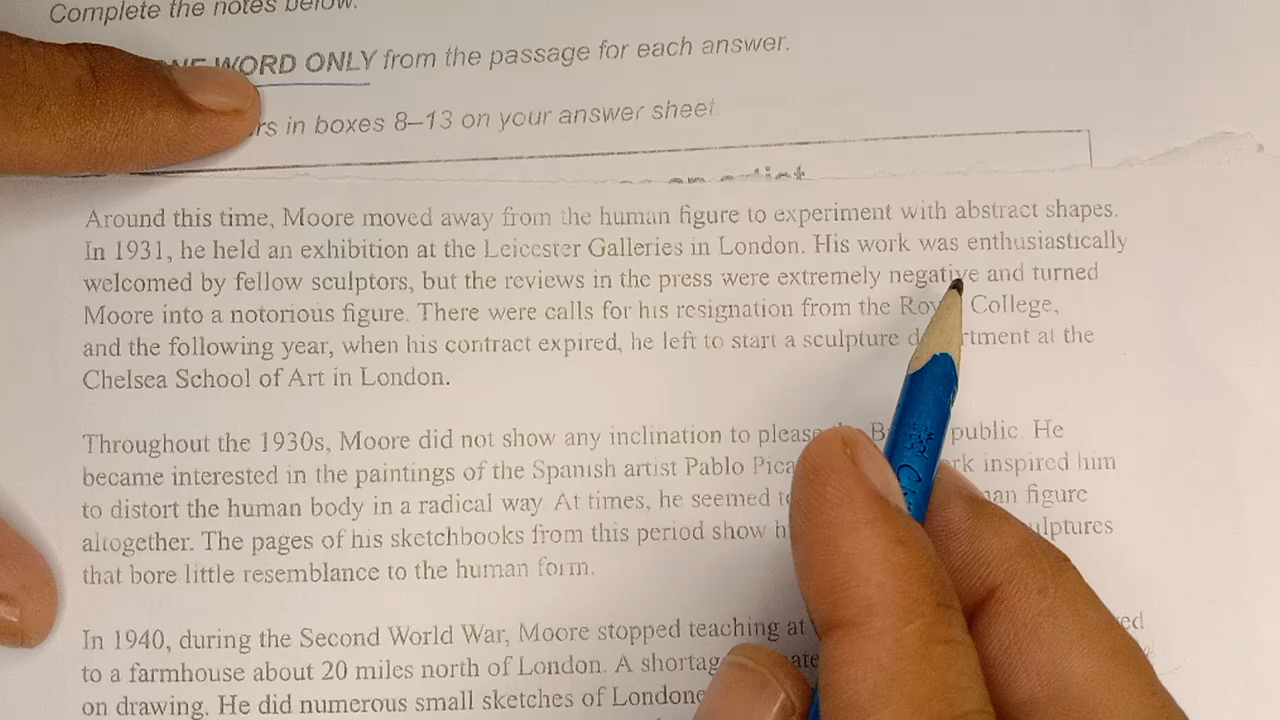 Complete the notes below.
WORD ONLY from the passage for each answer.
in boxes 8–13 on your answer sheet.
Around this time, Moore moved away from the human figure to experiment with abstract shapes.
In 1931, he held an exhibition at the Leicester Galleries in London. His work was enthusiastically
welcomed by fellow sculptors, but the reviews in the press were extremely negative and turned
Moore into a notorious figure. There were calls for his resignation from the College,
and the following year, when his contract expired, he left to start a sculpture at the
Chelsea School of Art in London.
Throughout the 1930s, Moore did not show any inclination to please public. He
became interested in the paintings of the Spanish artist Pablo inspired him
to distort the human body in a radical way. At times, he seemed figure
altogether. The pages of his sketchbooks from this period show
that bore little resemblance to the human form.
In 1940, during the Second World War, Moore stopped teaching at
to a farmhouse about 20 miles north of London. A
on drawing. He did numerous small sketches of